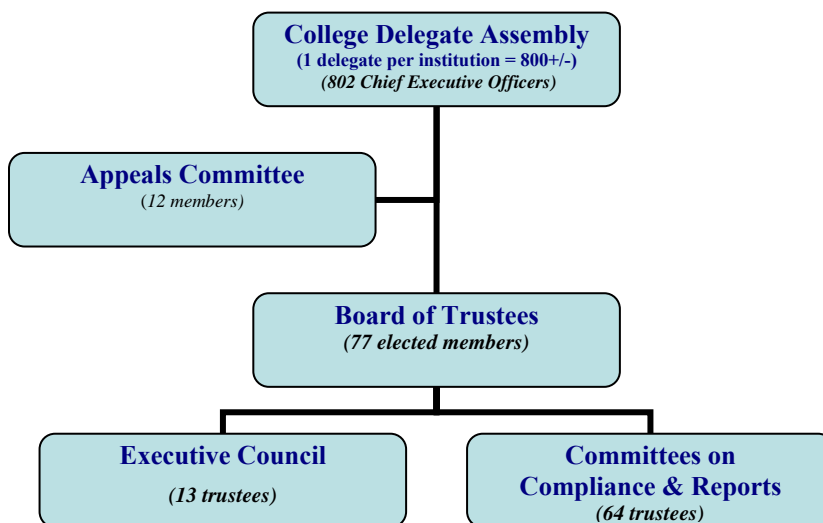 College Delegate Assembly
(1 delegate per institution = 800+/-)
(802 Chief Executive Officers)
Appeals Committee
(12 members)
Board of Trustees
(77 elected members)
Executive Council
(13 trustees)
Committees on
Compliance & Reports
(64 trustees)